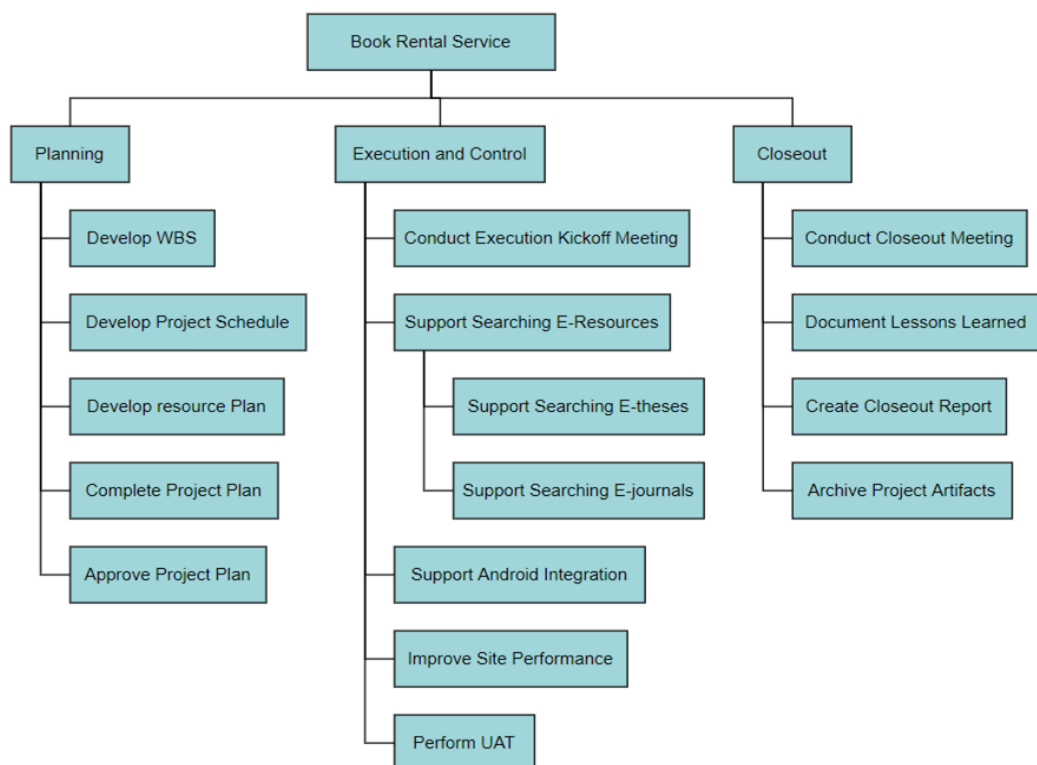 Book Rental Service
Planning
Develop WBS
Develop Project Schedule
Develop resource Plan
Complete Project Plan
Approve Project Plan
Execution and Control
Conduct Execution Kickoff Meeting
Support Searching E-Resources
Support Searching E-theses
Support Searching E-journals
Support Android Integration
Improve Site Performance
Perform UAT
Closeout
Conduct Closeout Meeting
Document Lessons Learned
Create Closeout Report
Archive Project Artifacts